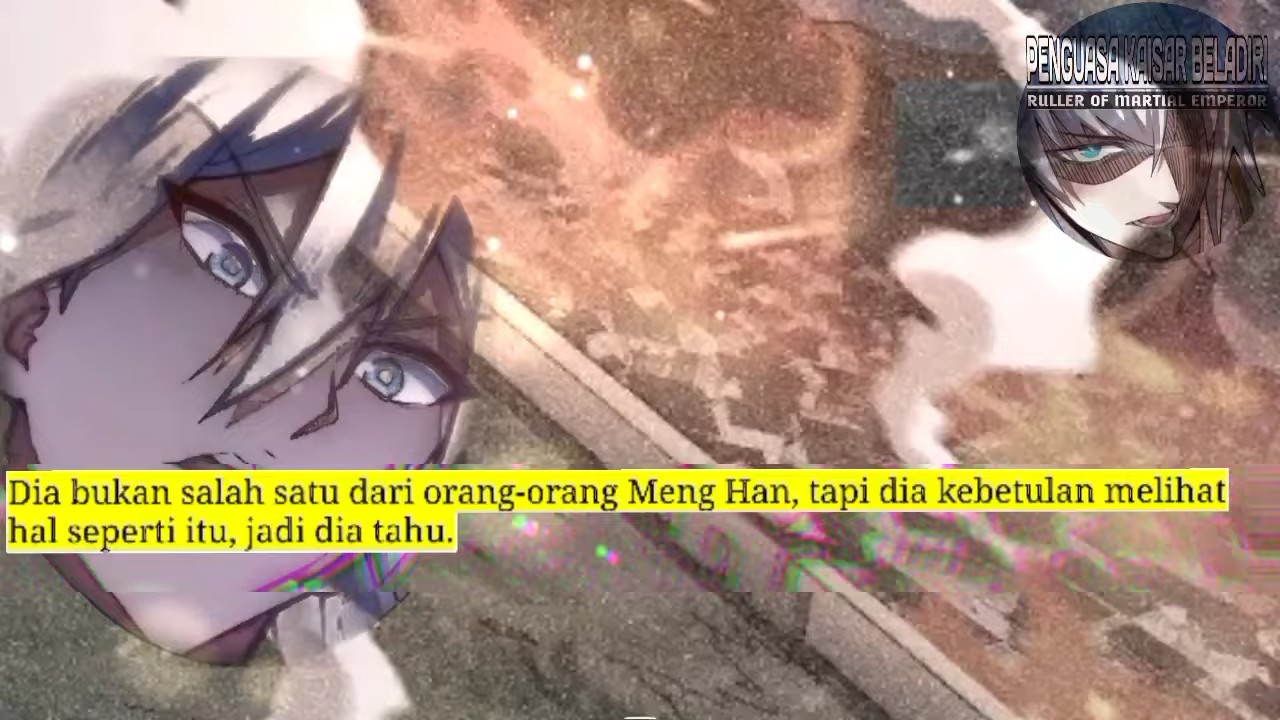 PENGUASA KAISAR BELADIRI
RULLER OF MARTIAL EMPEROR
Dia bukan salah satu dari orang-orang Meng Han, tapi dia kebetulan melihat
hal seperti itu, jadi dia tahu.